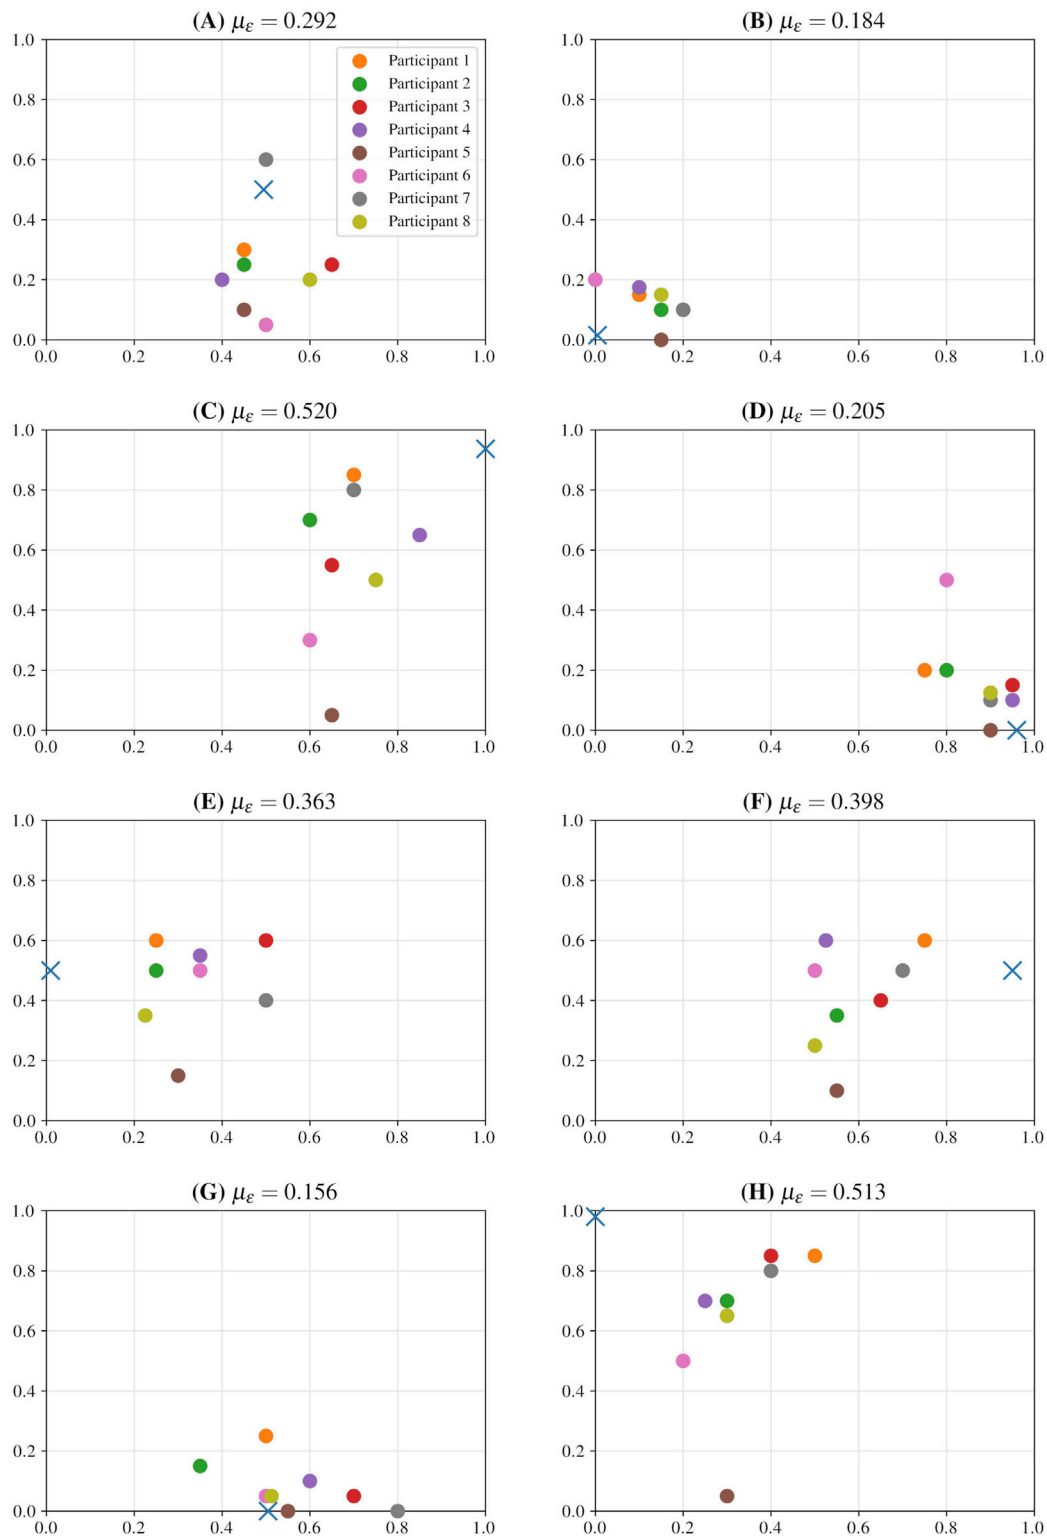 (A) με = 0.292
(B) με = 0.184
1.0
0.8
0.6
0.4
0.2
0.0
0.0 0.2 0.4 0.6 0.8 1.0
Participant 1
Participant 2
Participant 3
Participant 4
Participant 5
Participant 6
Participant 7
Participant 8
1.0
0.8
0.6
0.4
0.2
0.0
0.0 0.2 0.4 0.6 0.8 1.0
(C) με = 0.520
(D) με = 0.205
1.0
0.8
0.6
0.4
0.2
0.0
0.0 0.2 0.4 0.6 0.8 1.0
1.0
0.8
0.6
0.4
0.2
0.0
0.0 0.2 0.4 0.6 0.8 1.0
(E) με = 0.363
(F) με = 0.398
1.0
0.8
0.6
0.4
0.2
0.0
0.0 0.2 0.4 0.6 0.8 1.0
1.0
0.8
0.6
0.4
0.2
0.0
0.0 0.2 0.4 0.6 0.8 1.0
(G) με = 0.156
(H) με = 0.513
1.0
0.8
0.6
0.4
0.2
0.0
0.0 0.2 0.4 0.6 0.8 1.0
1.0
0.8
0.6
0.4
0.2
0.0
0.0 0.2 0.4 0.6 0.8 1.0